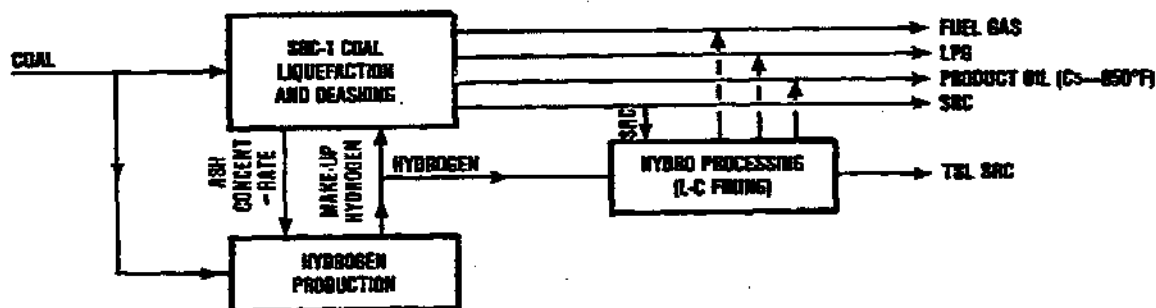 COAL
SRC-I COAL
LIQUEFACTION
AND DEASHING
FUEL GAS
LPG
PRODUCT OIL (C5—850°F)
SRC
SRC
ASH
CONCENT
-RATE
MAKE-UP
HYDROGEN
HYDROGEN
HYDRO PROCESSING
(L-C FINING)
TSL SRC
HYDROGEN
PRODUCTION